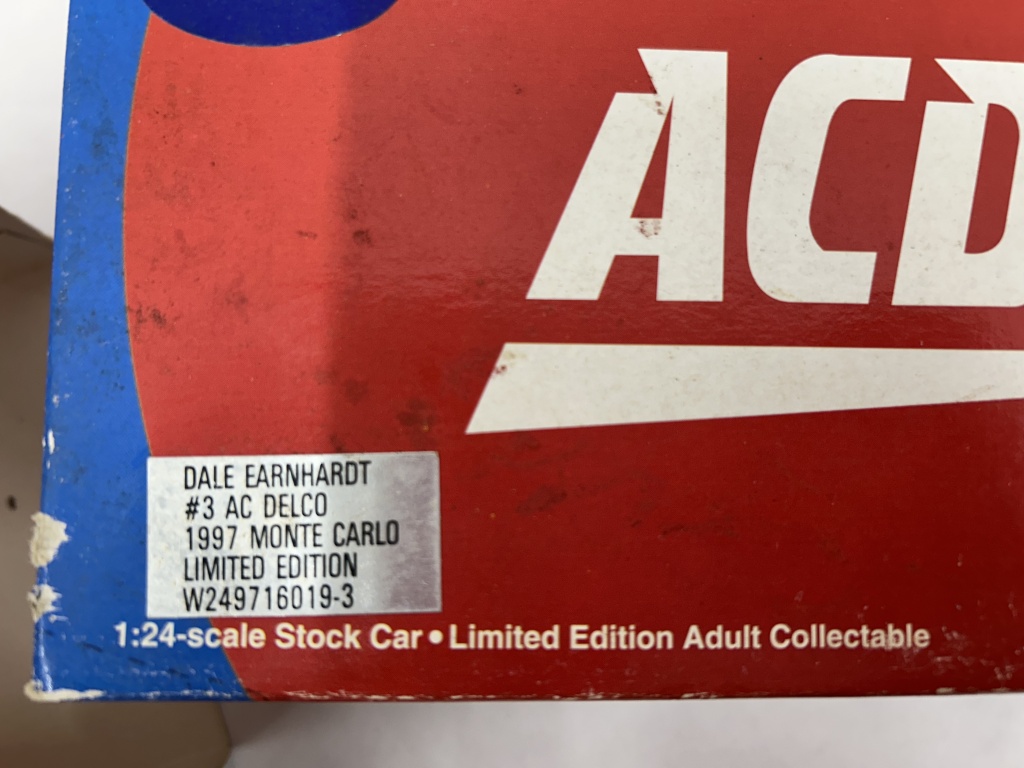 ACD
DALE EARNHARDT
#3 AC DELCO
1997 MONTE CARLO
LIMITED EDITION
W249716019-3
1:24-scale Stock Car • Limited Edition Adult Collectable